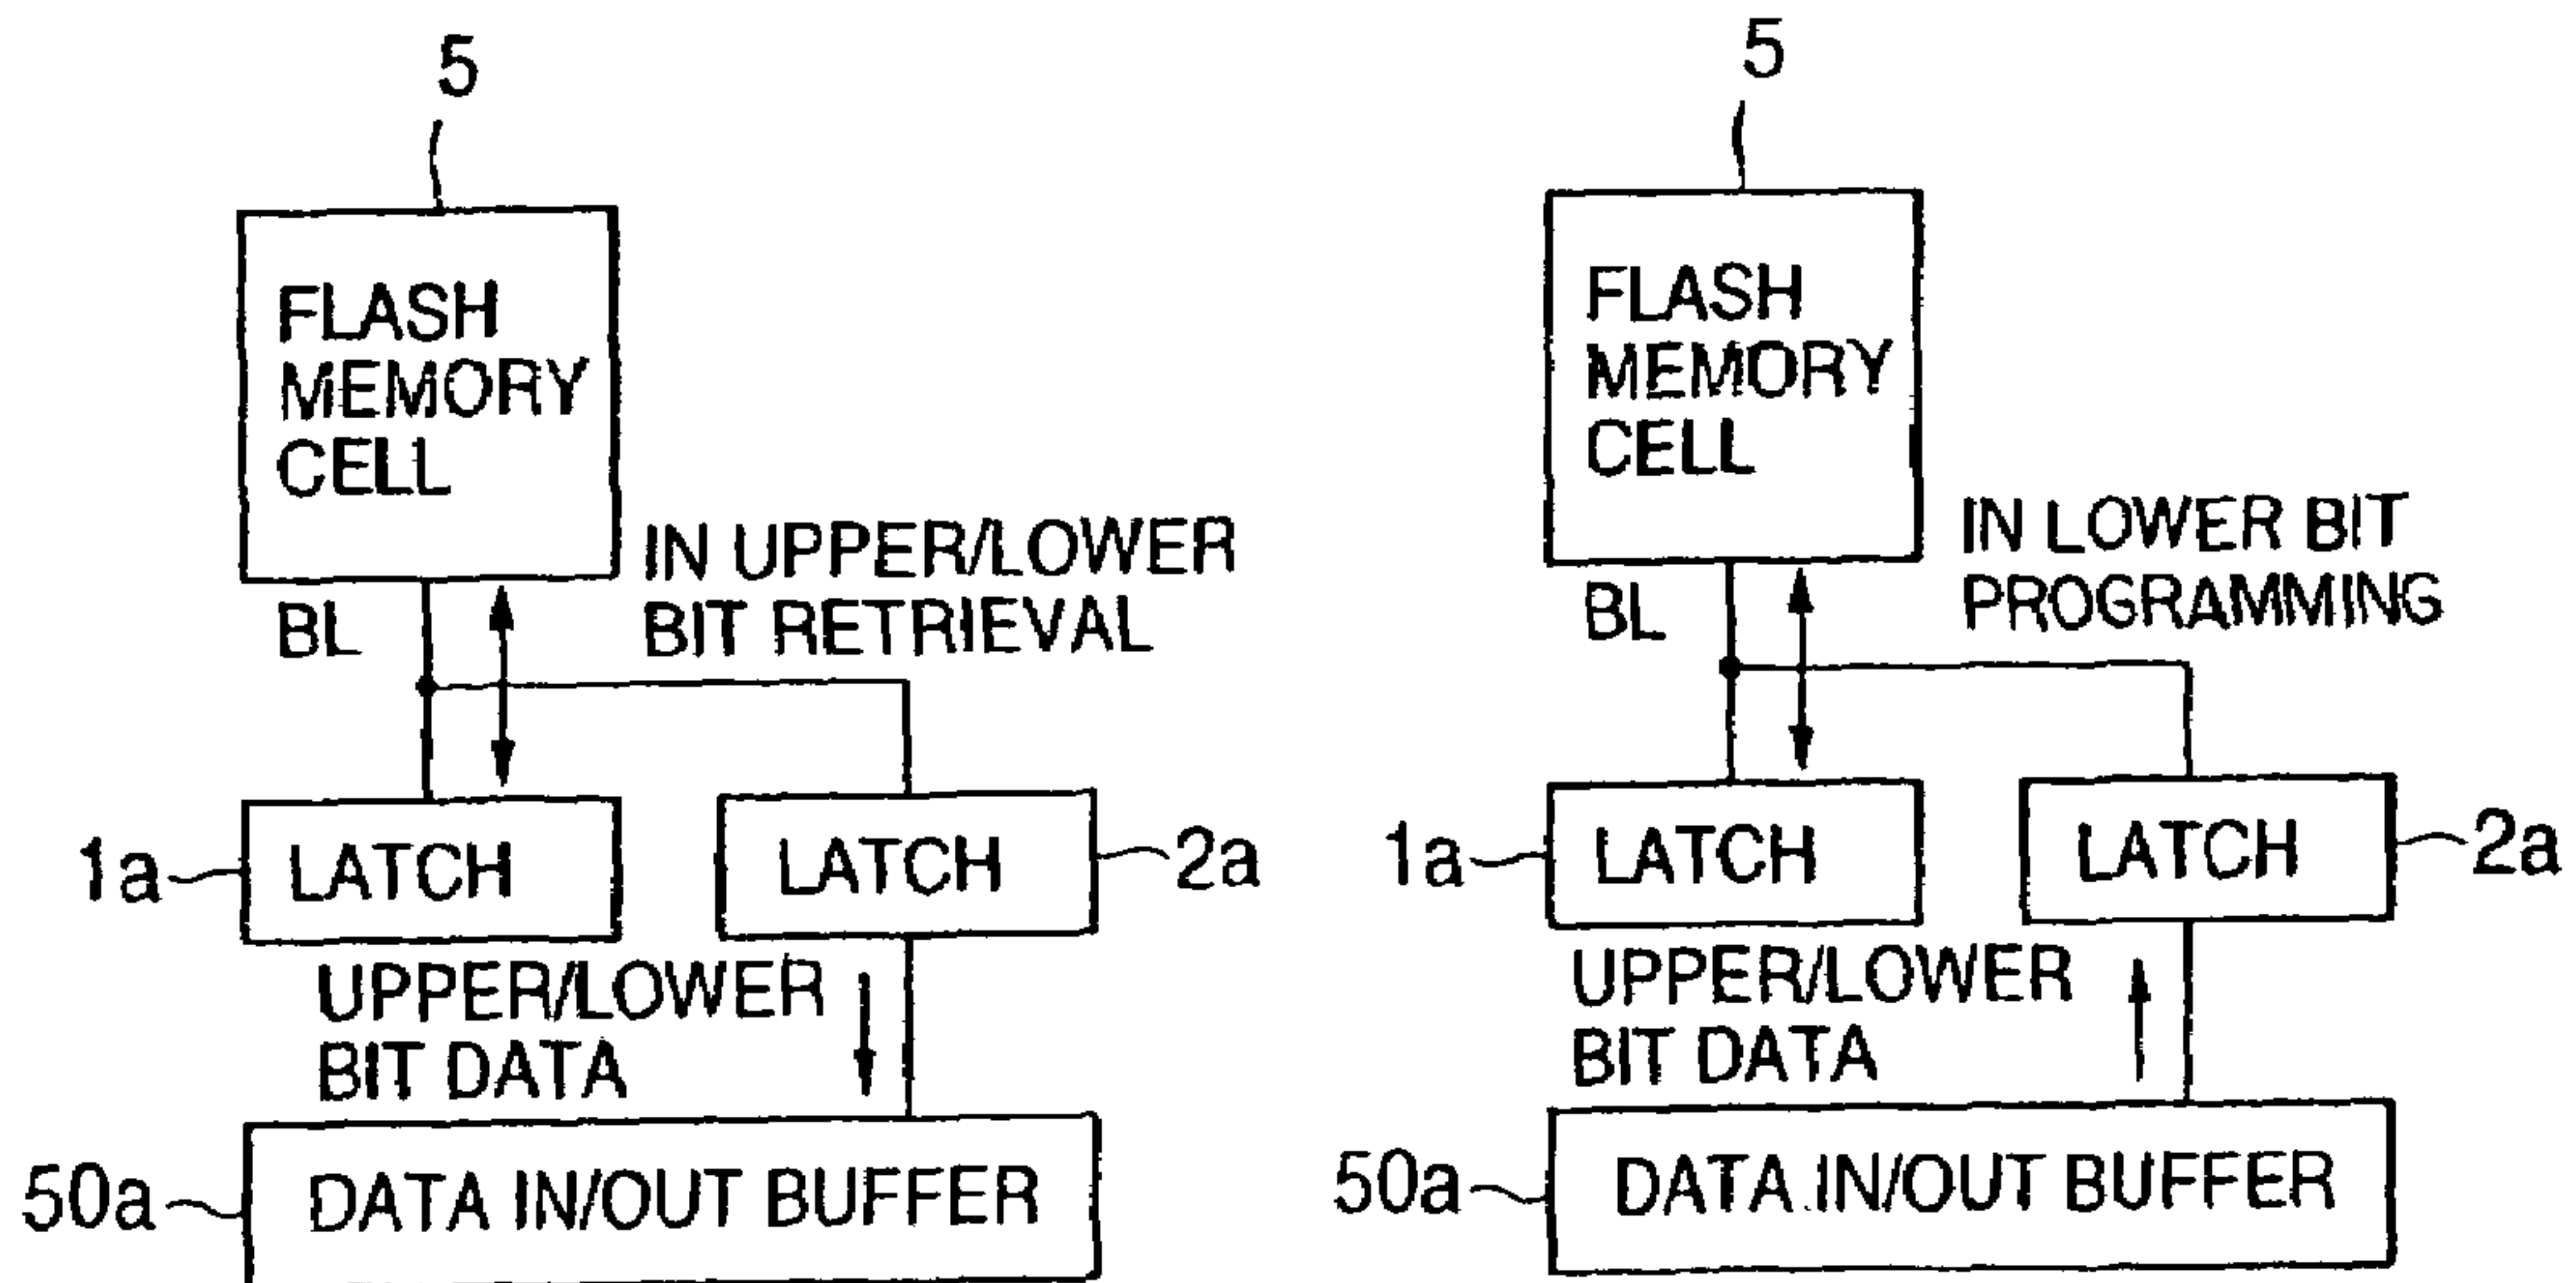 5
FLASH
MEMORY
CELL
IN UPPER/LOWER
BIT RETRIEVAL
BL
1a
LATCH
LATCH
2a
UPPER/LOWER
BIT DATA
50a
DATA IN/OUT BUFFER
5
FLASH
MEMORY
CELL
IN LOWER BIT
PROGRAMMING
BL
1a
LATCH
LATCH
2a
UPPER/LOWER
BIT DATA
50a
DATA IN/OUT BUFFER